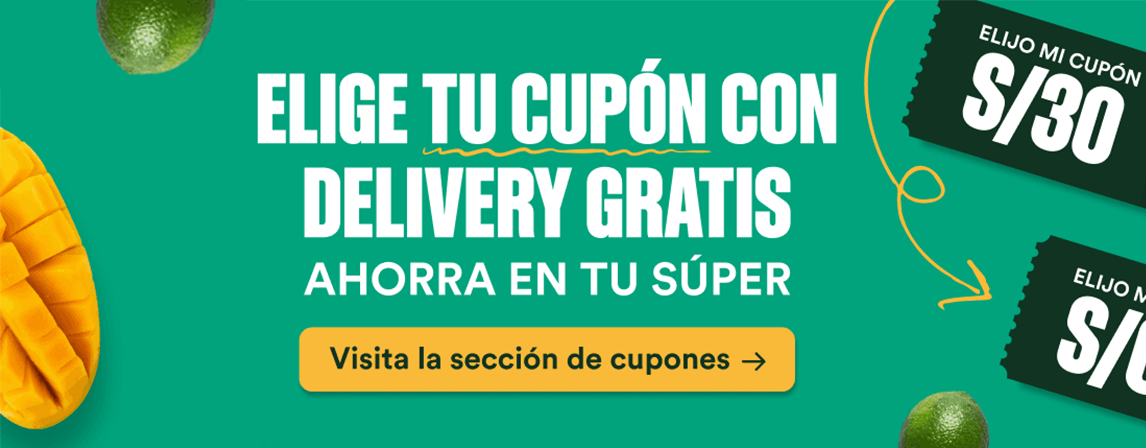 ELIGE TU CUPÓN CON
DELIVERY GRATIS
AHORRA EN TU SÚPER
Visita la sección de cupones →
ELIJO MI CUPÓN
S/30
ELIJO